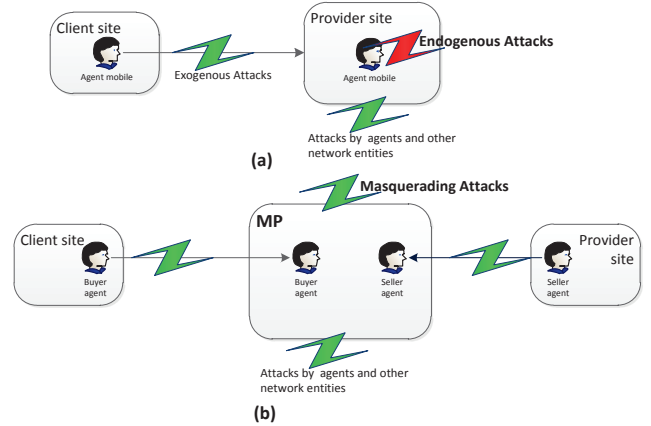 Client site
Agent mobile
Exogenous Attacks
Provider site
Agent mobile
Endogenous Attacks
Attacks by agents and other
network entities
(a)
Masquerading Attacks
MP
Client site
Buyer
agent
Buyer
agent
Seller
agent
Provider
site
Seller
agent
Attacks by agents and other
network entities
(b)